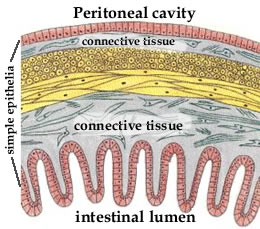 Peritoneal cavity
connective tissue
simple epithelia
connective tissue
intestinal lumen